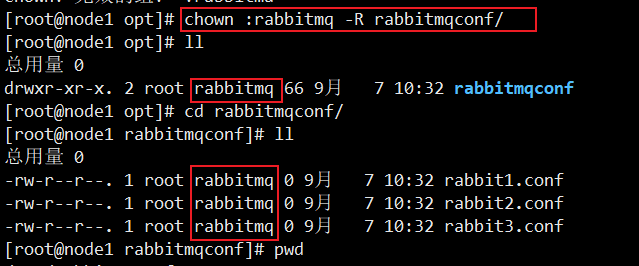 [root@node1 opt]# chown :rabbitmq -R rabbitmqconf/
[root@node1 opt]# ll
总用量 0
drwxr-xr-x. 2 root rabbitmq 66 9月   7 10:32 rabbitmqconf
[root@node1 opt]# cd rabbitmqconf/
[root@node1 rabbitmqconf]# ll
总用量 0
-rw-r--r--. 1 root rabbitmq 0 9月   7 10:32 rabbit1.conf
-rw-r--r--. 1 root rabbitmq 0 9月   7 10:32 rabbit2.conf
-rw-r--r--. 1 root rabbitmq 0 9月   7 10:32 rabbit3.conf
[root@node1 rabbitmqconf]# pwd